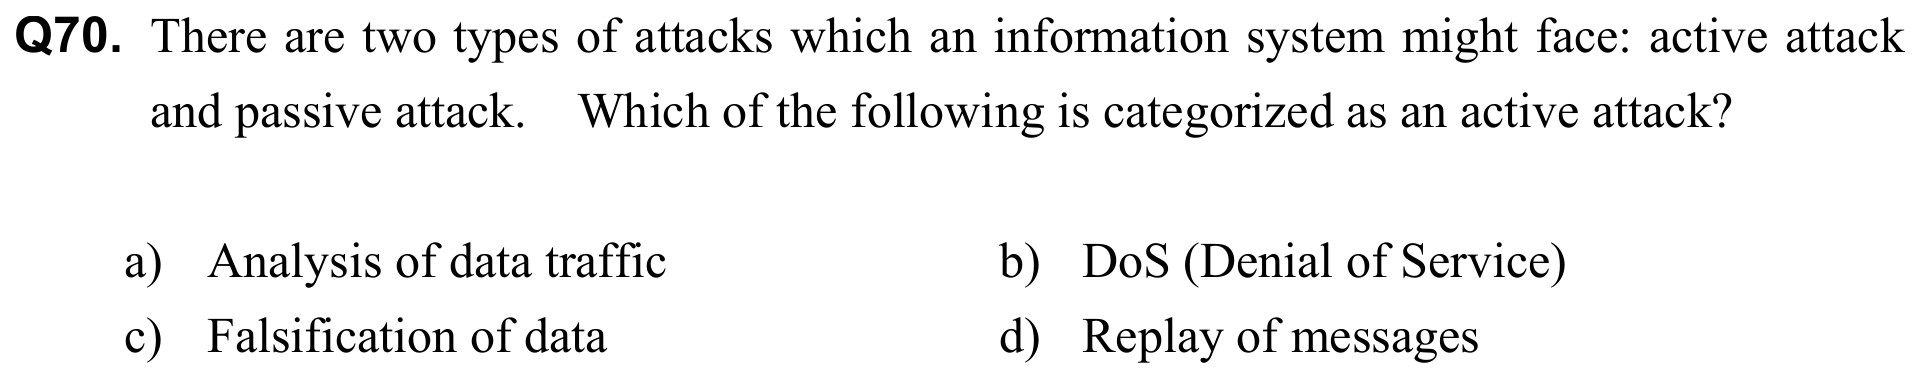 Q70. There are two types of attacks which an information system might face: active attack
and passive attack. Which of the following is categorized as an active attack?
a) Analysis of data traffic b) DoS (Denial of Service)
c) Falsification of data d) Replay of messages